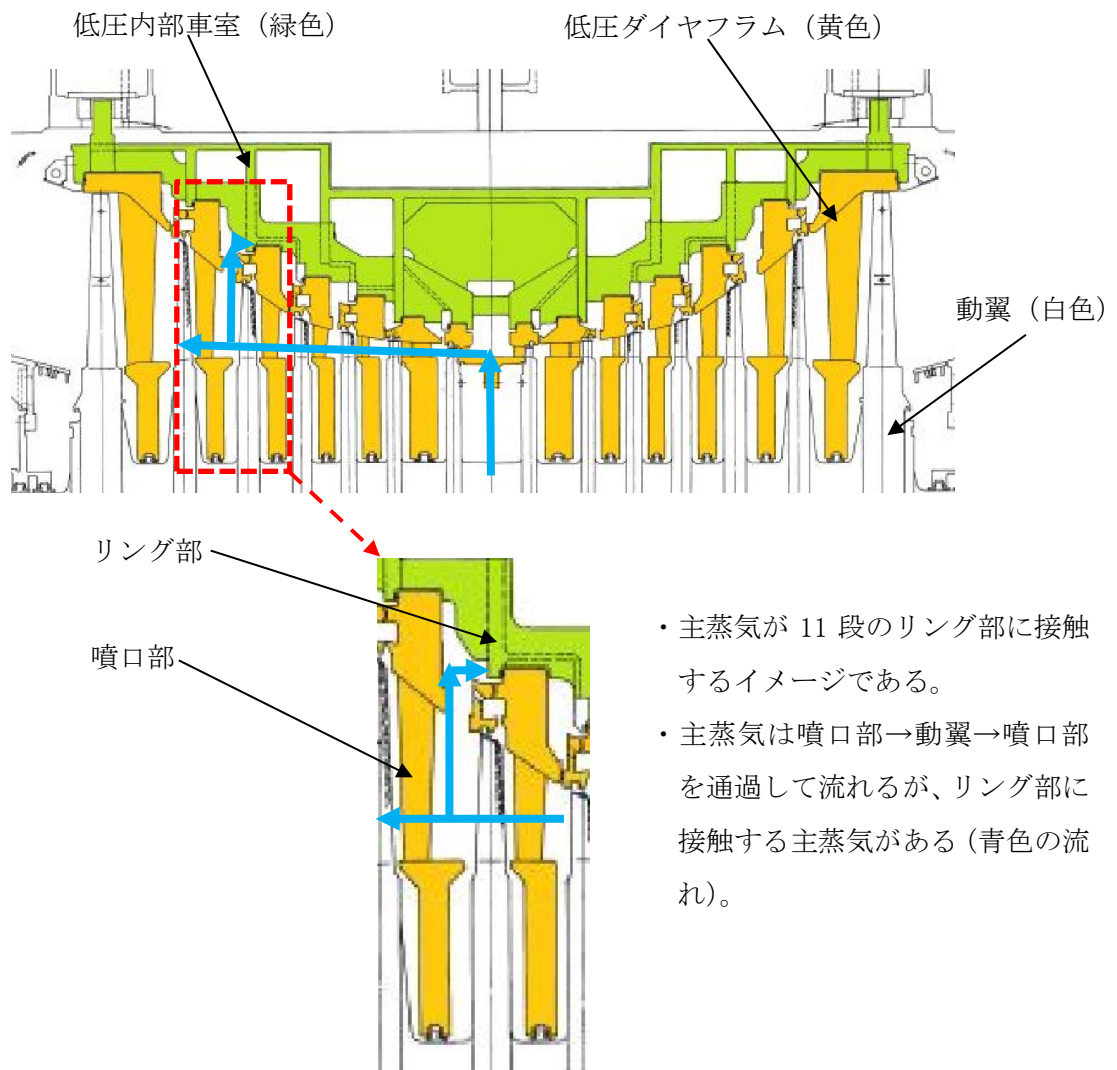 低圧内部車室（緑色）
低圧ダイヤフラム（黄色）
動翼（白色）
リング部
噴口部
・主蒸気が 11 段のリング部に接触
するイメージである。
・主蒸気は噴口部→動翼→噴口部
を通過して流れるが、リング部に
接触する主蒸気がある（青色の流
れ）。